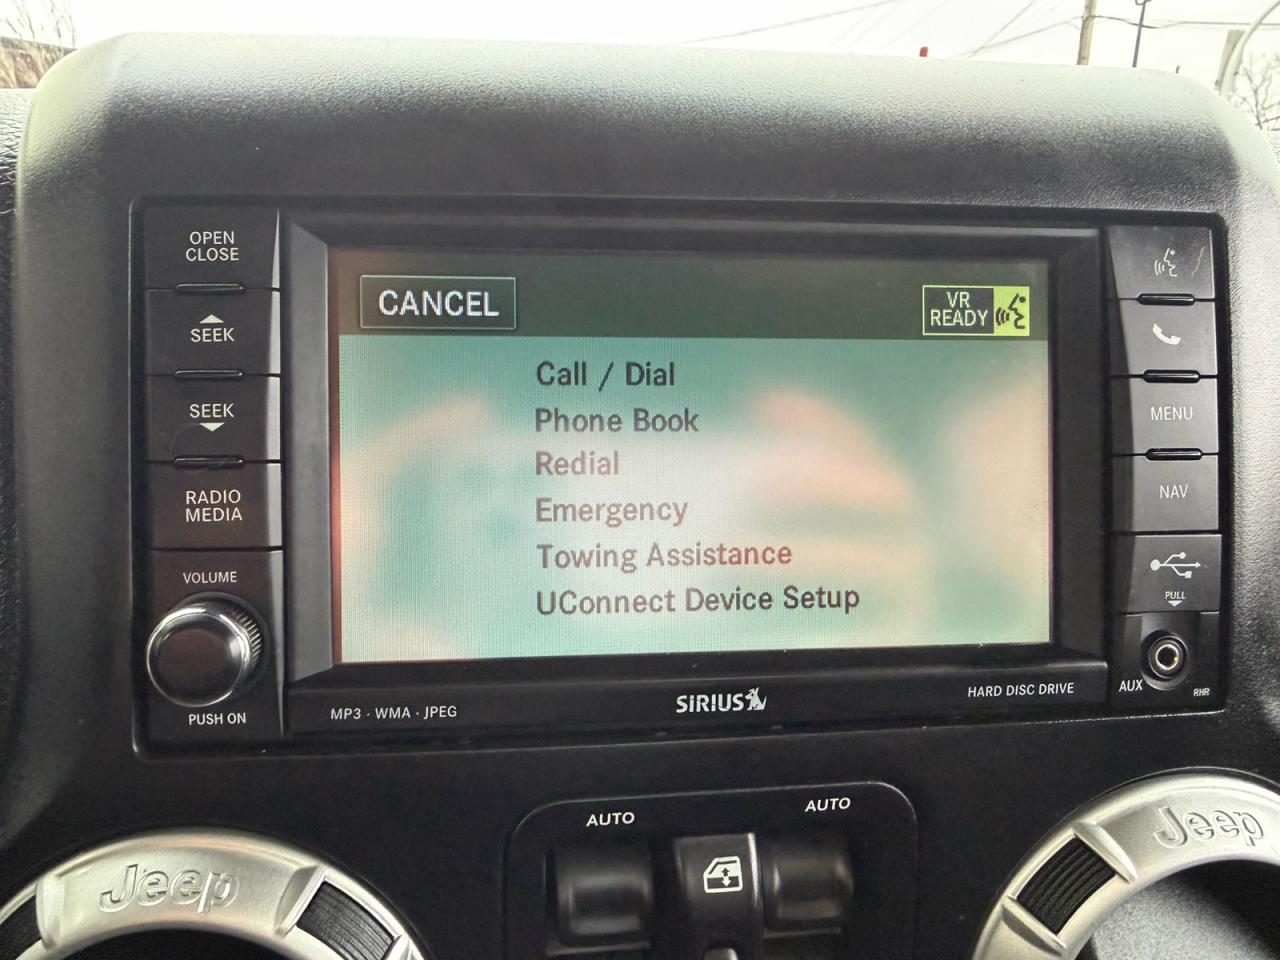 OPEN
CLOSE
SEEK
SEEK
RADIO
MEDIA
VOLUME
PUSH ON
CANCEL
VR
READY
Call / Dial
Phone Book
Redial
Emergency
Towing Assistance
UConnect Device Setup
MENU
NAV
PULL
AUX
RHR
MP3 · WMA · JPEG
SIRIUS
HARD DISC DRIVE
AUTO
AUTO
Jeep
Jeep